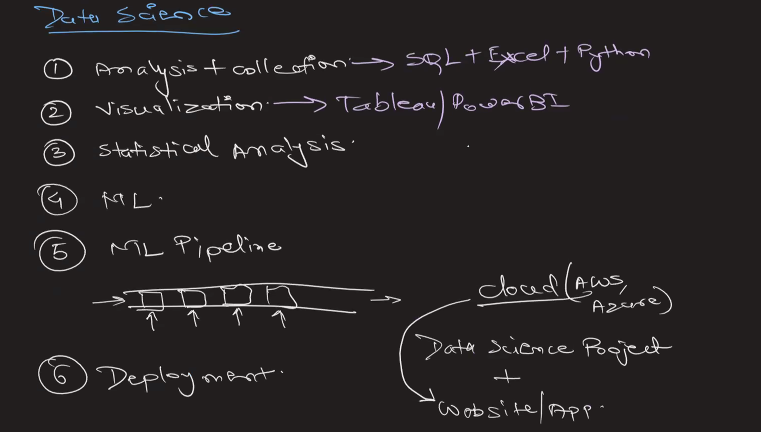 Data Science
① Analysis + collection. → SQL + Excel + Python
② Visualization. → Tableau/PowerBI
③ Statistical Analysis.
④ ML.
⑤ ML Pipeline
cloud (AWS,
Azure)
Data Science Project
+
⑥ Deployment.
Website/App.